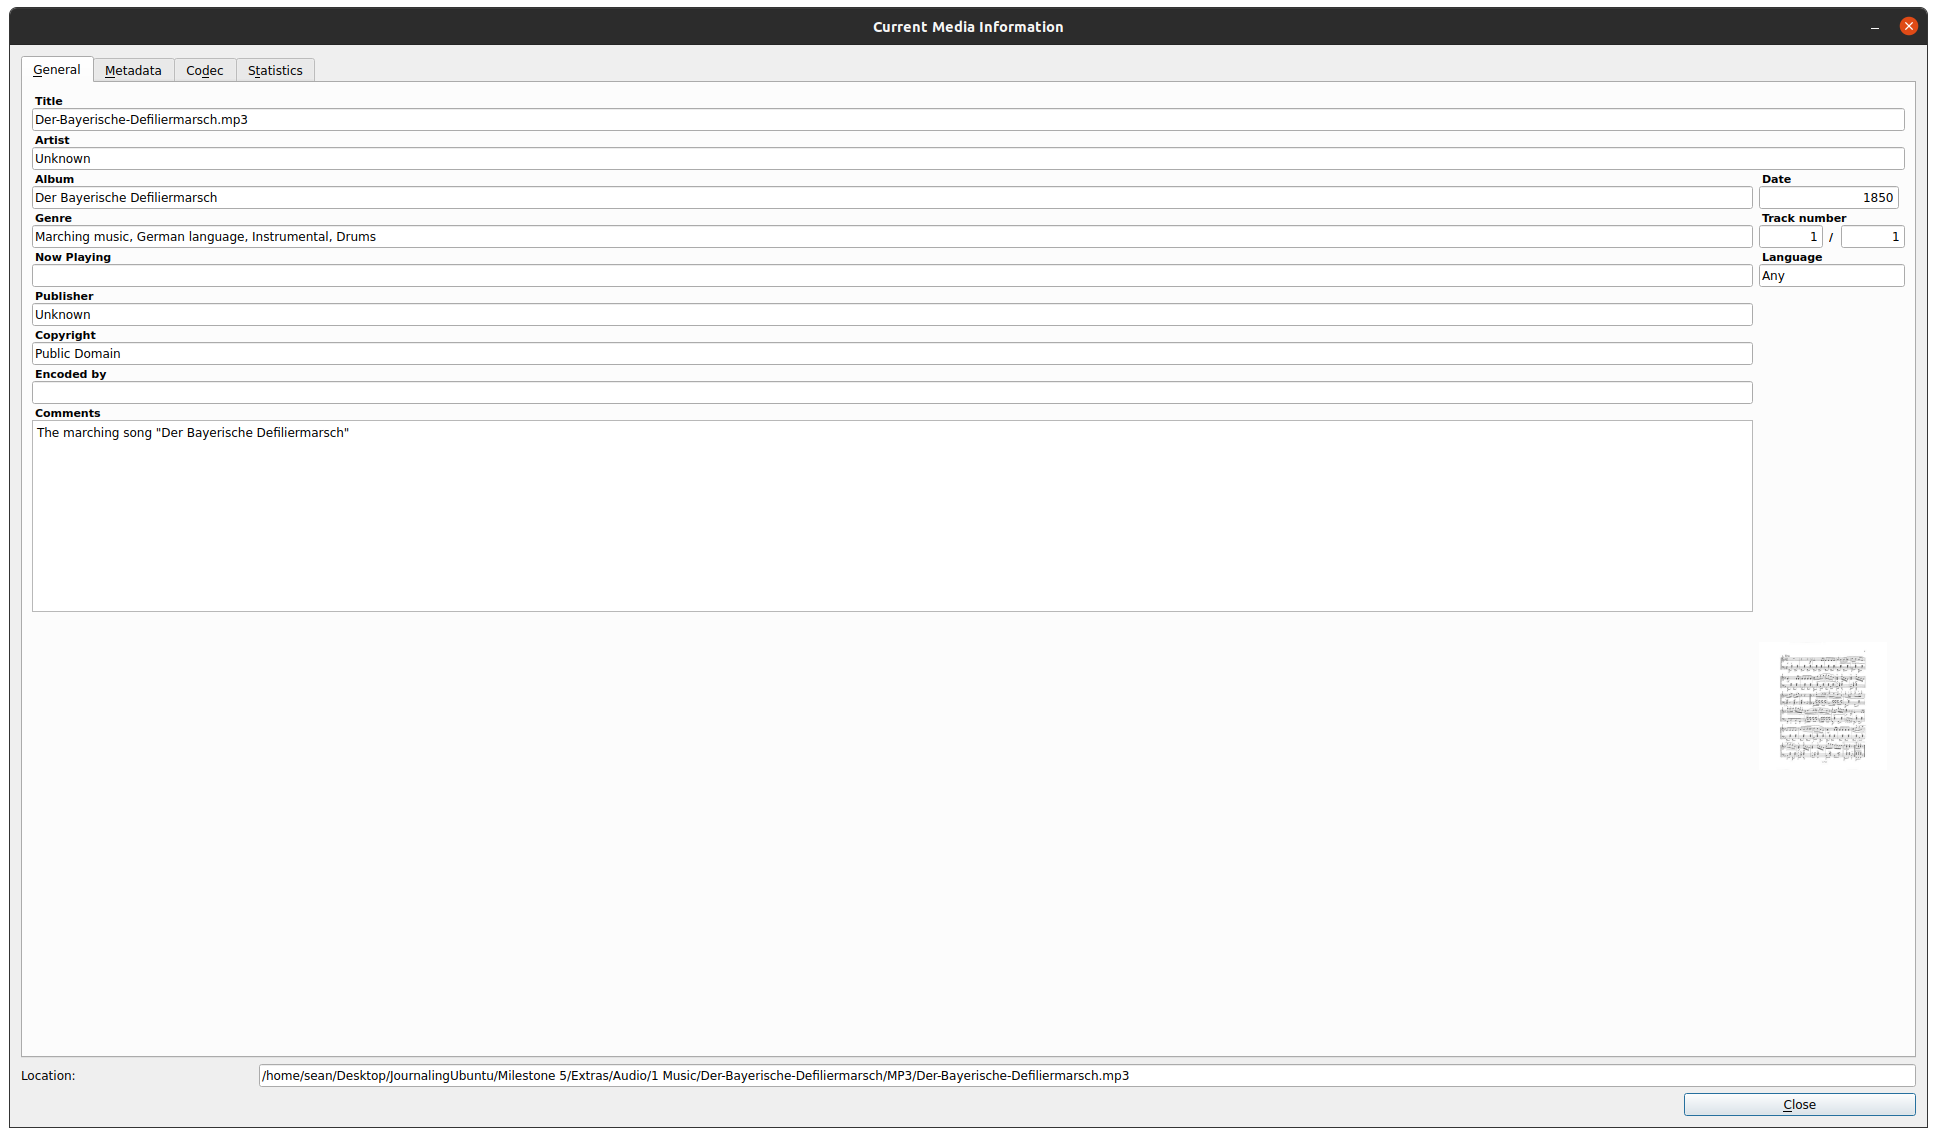 Current Media Information
General Metadata Codec Statistics
Title
Der-Bayerische-Defiliermarsch.mp3
Artist
Unknown
Album Date
Der Bayerische Defiliermarsch 1850
Genre Track number
Marching music, German language, Instrumental, Drums 1 / 1
Now Playing Language
Any
Publisher
Unknown
Copyright
Public Domain
Encoded by
Comments
The marching song "Der Bayerische Defiliermarsch"
Location: /home/sean/Desktop/JournalingUbuntu/Milestone 5/Extras/Audio/1 Music/Der-Bayerische-Defiliermarsch/MP3/Der-Bayerische-Defiliermarsch.mp3
Close